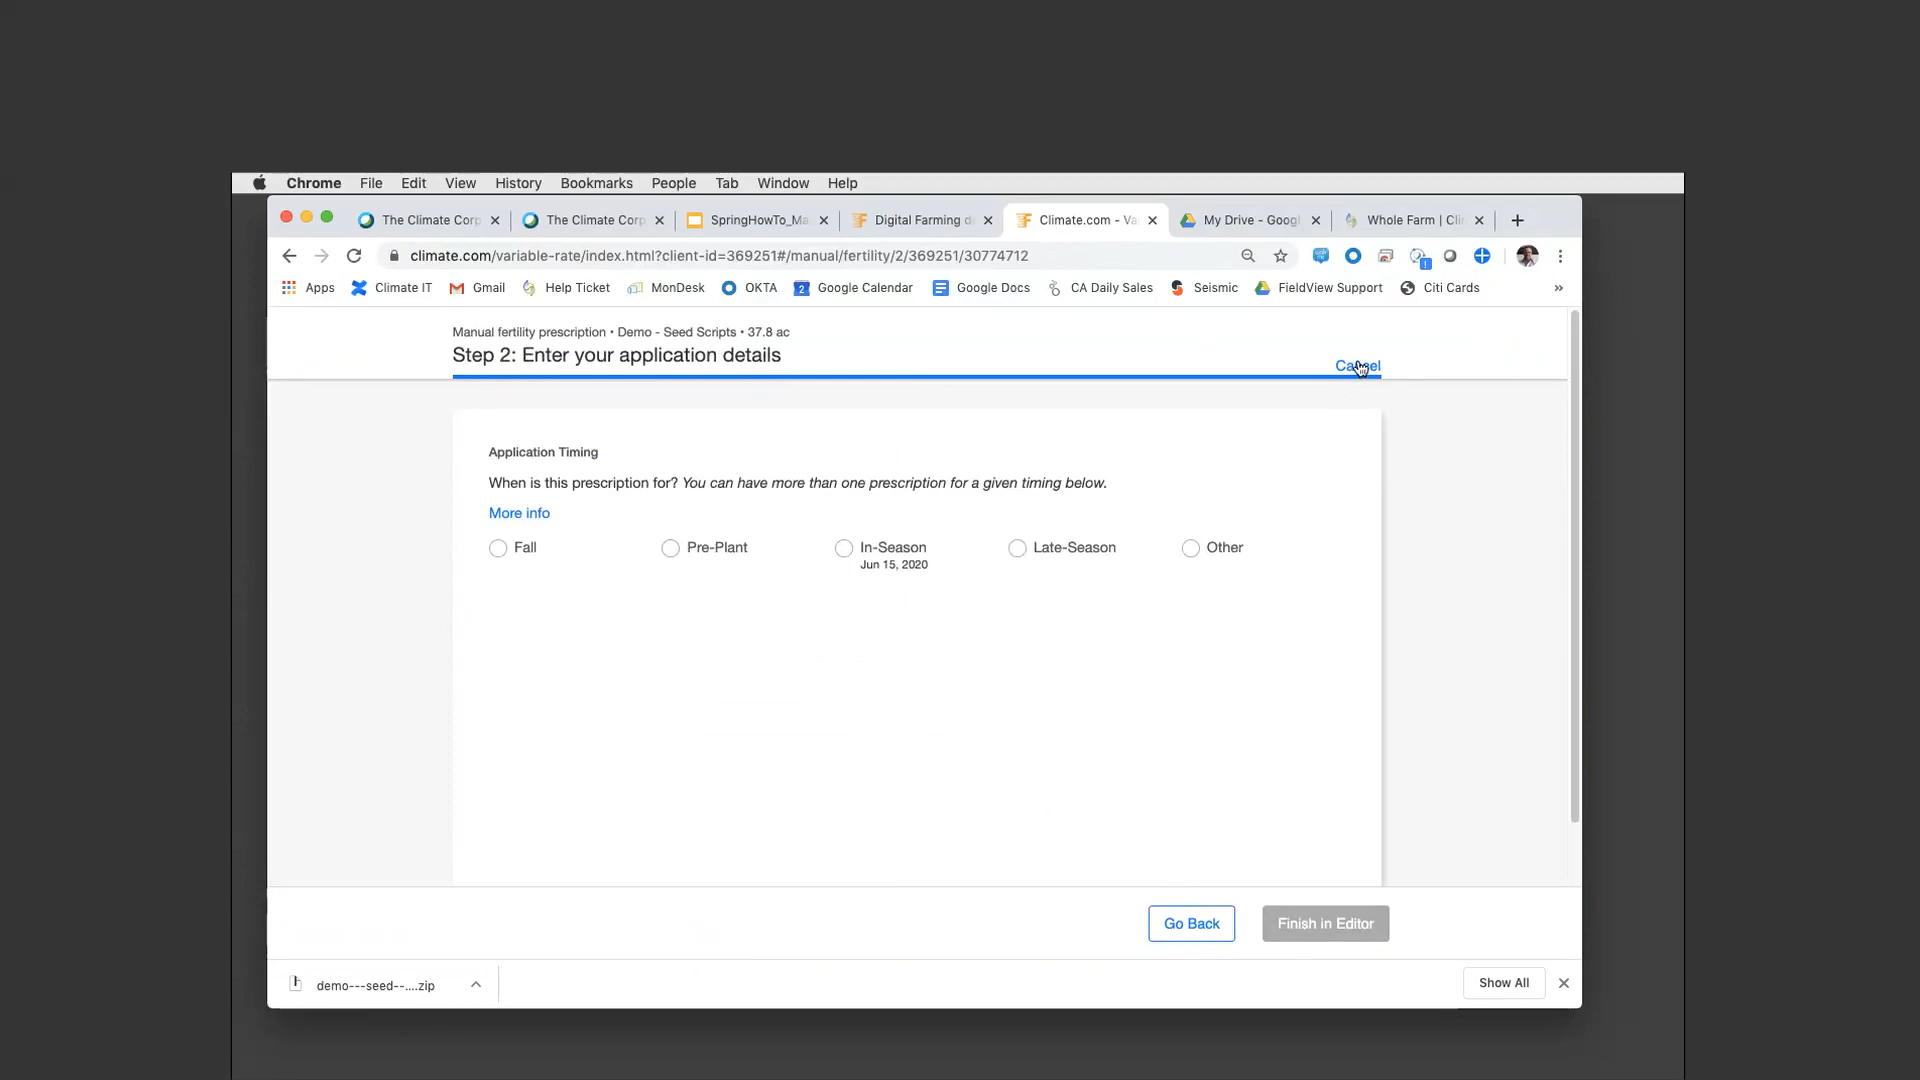 Chrome File Edit View History Bookmarks People Tab Window Help
The Climate Corp The Climate Corp SpringHowTo_Ma Digital Farming d Climate.com - Va My Drive - Googl Whole Farm | Cli
climate.com/variable-rate/index.html?client-id=369251#/manual/fertility/2/369251/30774712
Apps Climate IT Gmail Help Ticket MonDesk OKTA 2 Google Calendar Google Docs CA Daily Sales Seismic FieldView Support Citi Cards »
Manual fertility prescription • Demo - Seed Scripts • 37.8 ac
Step 2: Enter your application details
Cancel
Application Timing
When is this prescription for? You can have more than one prescription for a given timing below.
More info
Fall Pre-Plant In-Season Late-Season Other
Jun 15, 2020
Go Back Finish in Editor
demo---seed--....zip Show All